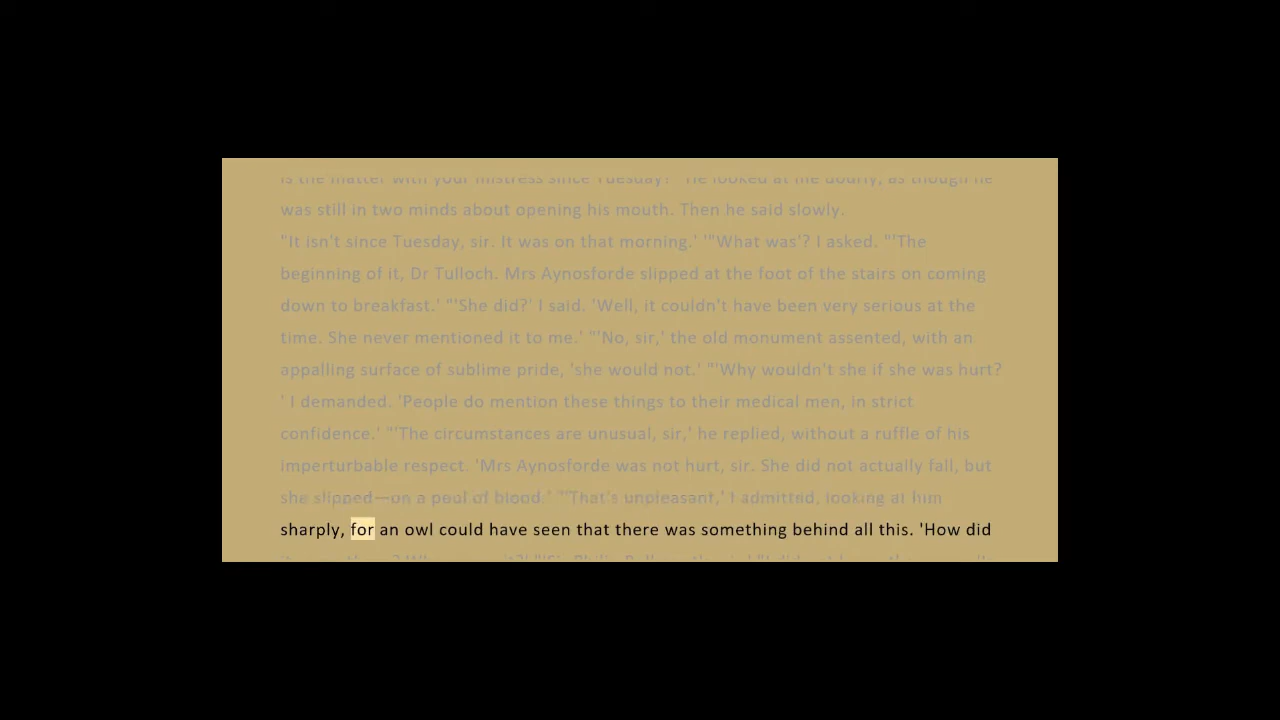 is the matter with your mistress since Tuesday?' He looked at me dourly, as though he
was still in two minds about opening his mouth. Then he said slowly.
"It isn't since Tuesday, sir. It was on that morning.' '"What was'? I asked. "'The
beginning of it, Dr Tulloch. Mrs Aynosforde slipped at the foot of the stairs on coming
down to breakfast.' "'She did?' I said. 'Well, it couldn't have been very serious at the
time. She never mentioned it to me.' "'No, sir,' the old monument assented, with an
appalling surface of sublime pride, 'she would not.' "'Why wouldn't she if she was hurt?
' I demanded. 'People do mention these things to their medical men, in strict
confidence.' "'The circumstances are unusual, sir,' he replied, without a ruffle of his
imperturbable respect. 'Mrs Aynosforde was not hurt, sir. She did not actually fall, but
she slipped—on a pool of blood.' "'That's unpleasant,' I admitted, looking at him
sharply, for an owl could have seen that there was something behind all this. 'How did